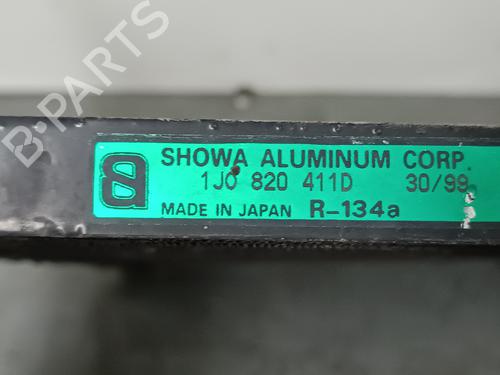 B-PARTS
SHOWA ALUMINUM CORP.
1J0 820 411D 30/99
MADE IN JAPAN R-134a